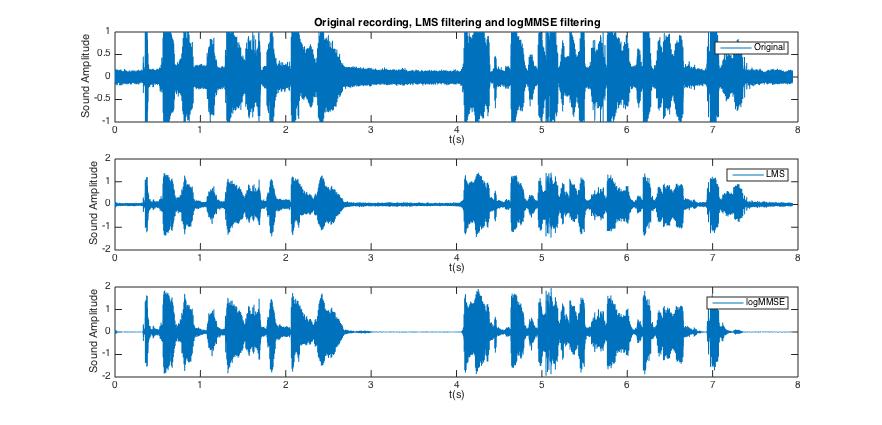 Original recording, LMS filtering and logMMSE filtering
Sound Amplitude
1
0.5
0
-0.5
-1
Original
0 1 2 3 4 5 6 7 8
t(s)
Sound Amplitude
2
1
0
-1
-2
LMS
0 1 2 3 4 5 6 7 8
t(s)
Sound Amplitude
2
1
0
-1
-2
logMMSE
0 1 2 3 4 5 6 7 8
t(s)